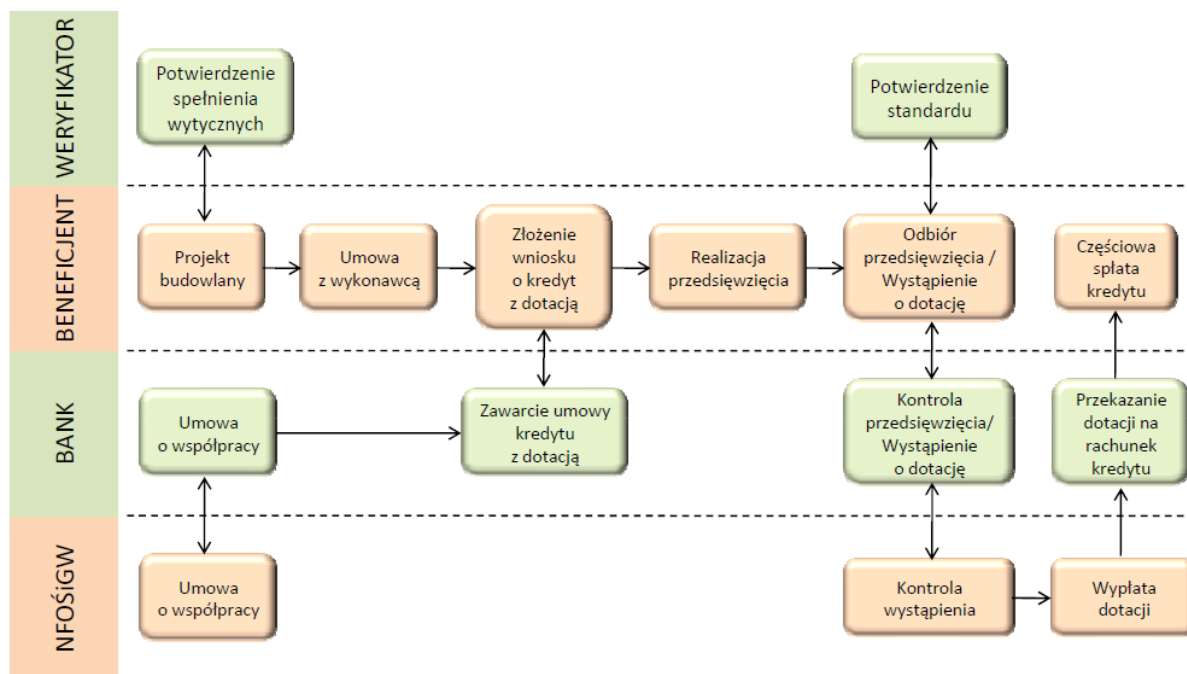 WERYFIKATOR
Potwierdzenie
spełnienia
wytycznych
Potwierdzenie
standardu
BENEFICJENT
Projekt
budowlany
Umowa
z wykonawcą
Złożenie
wniosku
o kredyt
z dotacją
Realizacja
przedsięwzięcia
Odbiór
przedsięwzięcia /
Wystąpienie
o dotację
Częściowa
spłata
kredytu
BANK
Umowa
o współpracy
Zawarcie umowy
kredytu
z dotacją
Kontrola
przedsięwzięcia/
Wystąpienie
o dotację
Przekazanie
dotacji na
rachunek
kredytu
NFOŚiGW
Umowa
o współpracy
Kontrola
wystąpienia
Wypłata
dotacji